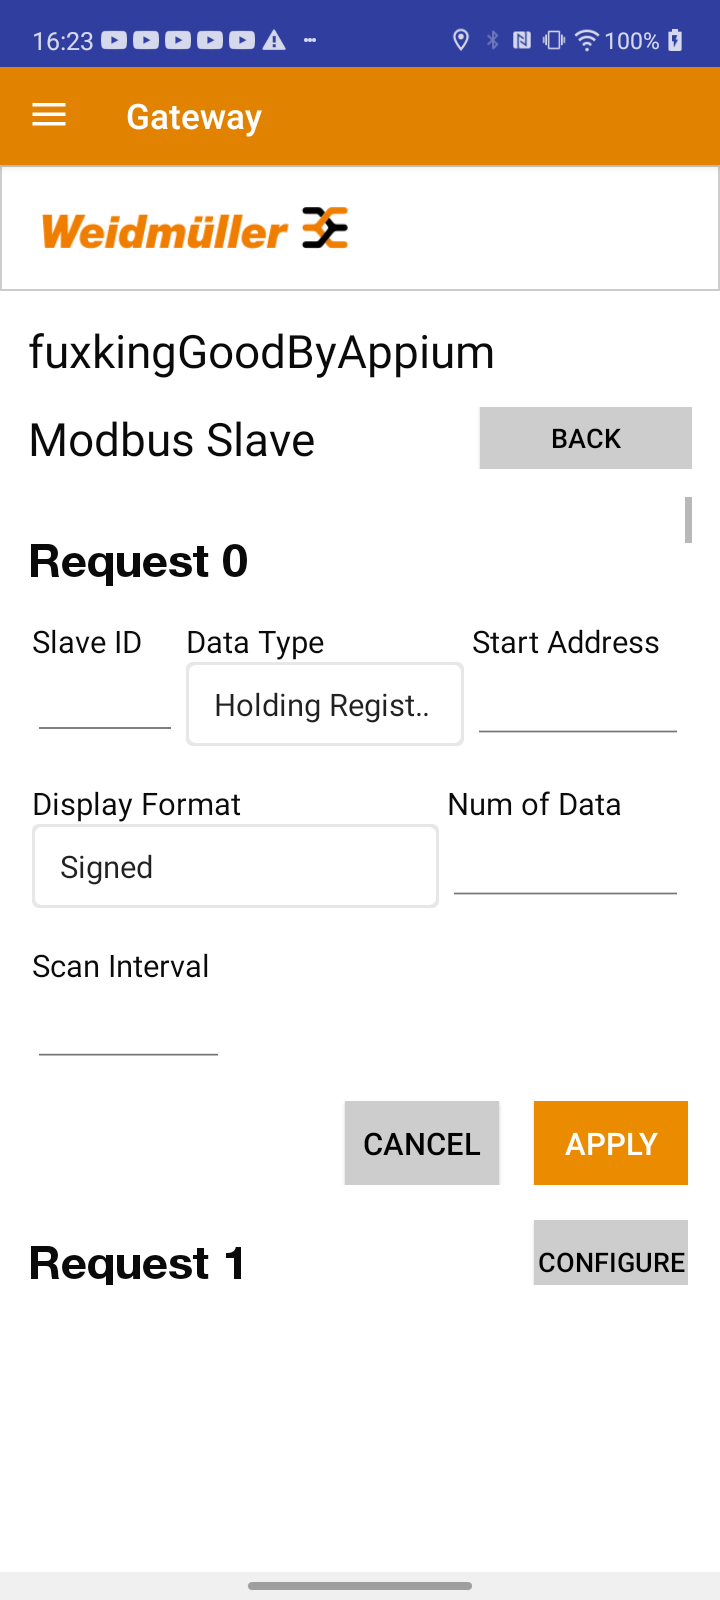 16:23
100%
Gateway
Weidmüller
fuxkingGoodByAppium
Modbus Slave
BACK
Request 0
Slave ID Data Type Start Address
Holding Regist..
Display Format Num of Data
Signed
Scan Interval
CANCEL APPLY
Request 1
CONFIGURE